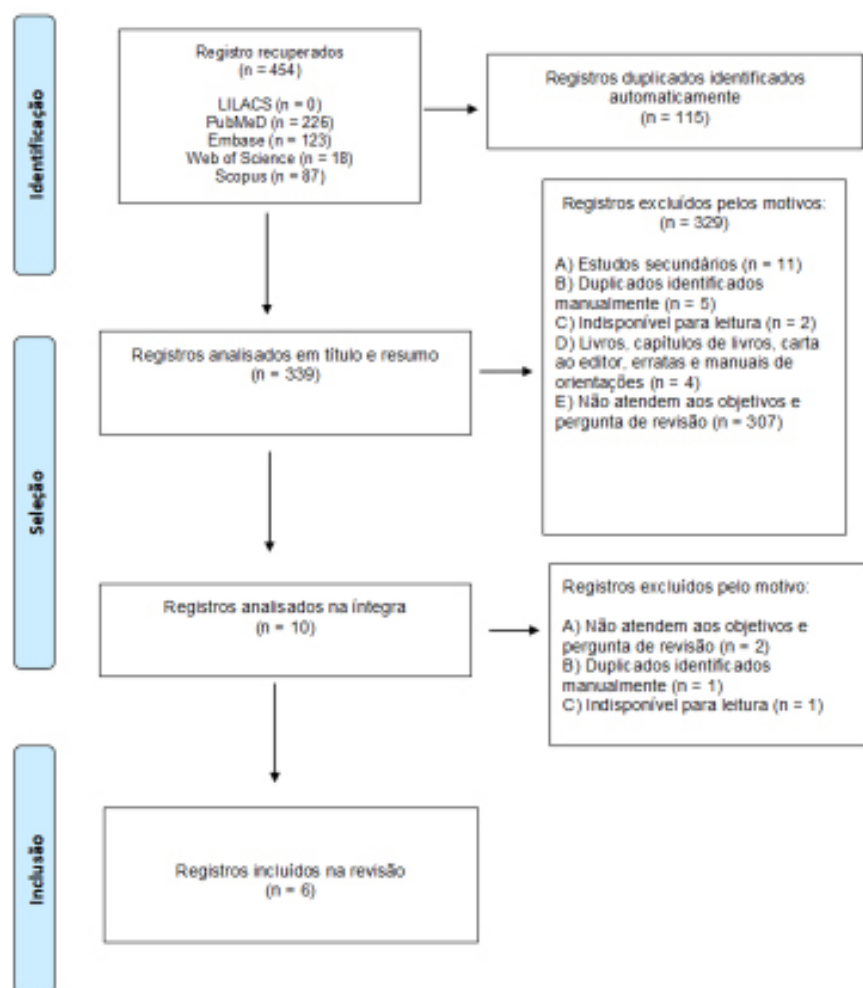 Identificação
Registro recuperados
(n = 454)
LILACS (n = 0)
PubMeD (n = 226)
Embase (n = 123)
Web of Science (n = 18)
Scopus (n = 87)
Registros duplicados identificados
automaticamente
(n = 115)
Registros excluídos pelos motivos:
(n = 329)
A) Estudos secundários (n = 11)
B) Duplicados identificados
manualmente (n = 5)
C) Indisponível para leitura (n = 2)
D) Livros, capítulos de livros, carta
ao editor, erratas e manuais de
orientações (n = 4)
E) Não atendem aos objetivos e
pergunta de revisão (n = 307)
Seleção
Registros analisados em título e resumo
(n = 339)
Registros analisados na íntegra
(n = 10)
Registros excluídos pelo motivo:
A) Não atendem aos objetivos e
pergunta de revisão (n = 2)
B) Duplicados identificados
manualmente (n = 1)
C) Indisponível para leitura (n = 1)
Inclusão
Registros incluídos na revisão
(n = 6)